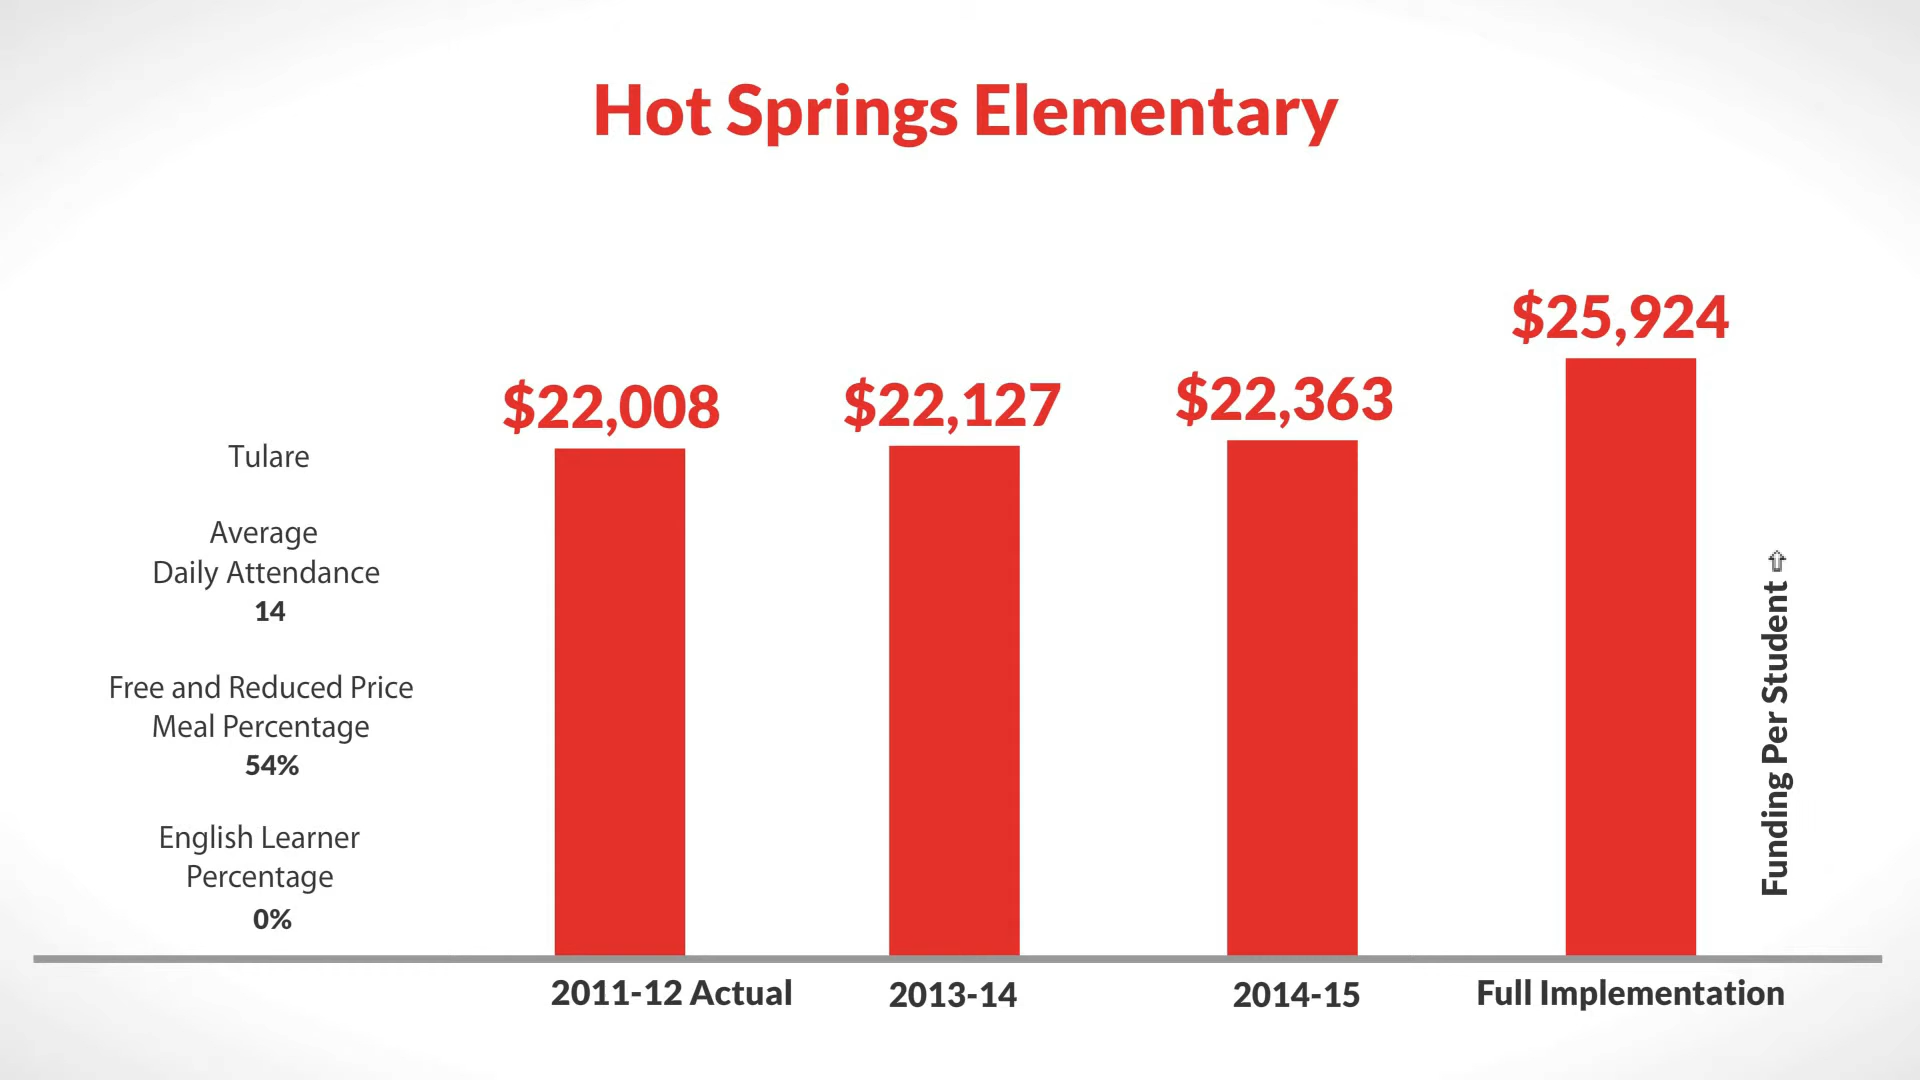 Hot Springs Elementary
$22,008
$22,127
$22,363
$25,924
Tulare
Average
Daily Attendance
14
Free and Reduced Price
Meal Percentage
54%
English Learner
Percentage
0%
Funding Per Student ⇧
2011-12 Actual
2013-14
2014-15
Full Implementation